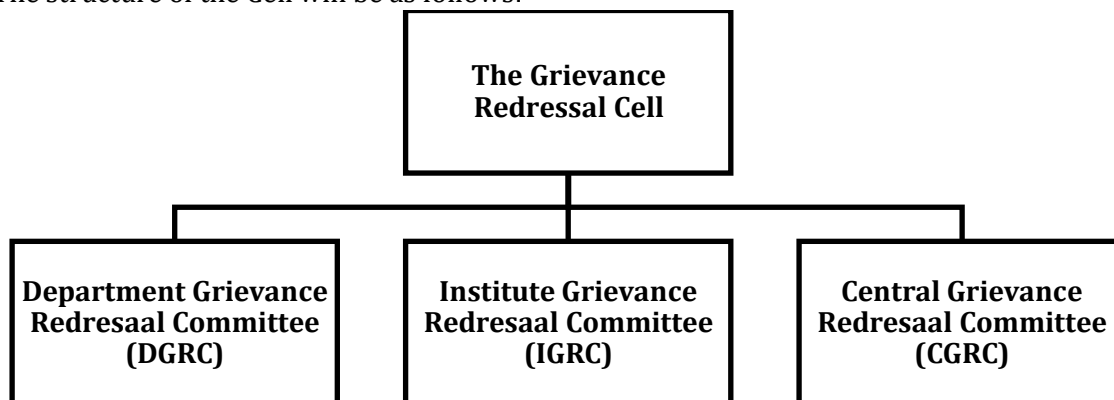 The structure of the Cell will be as follows:
The Grievance
Redressal Cell
Department Grievance
Redresaal Committee
(DGRC)
Institute Grievance
Redresaal Committee
(IGRC)
Central Grievance
Redresaal Committee
(CGRC)